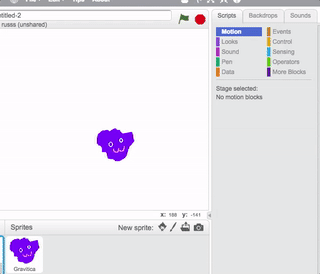 titled-2
russs (unshared)
Scripts Backdrops Sounds
Motion Events
Looks Control
Sound Sensing
Pen Operators
Data More Blocks
Stage selected:
No motion blocks
x: 188 y: -141
Sprites New sprite:
Gravitica